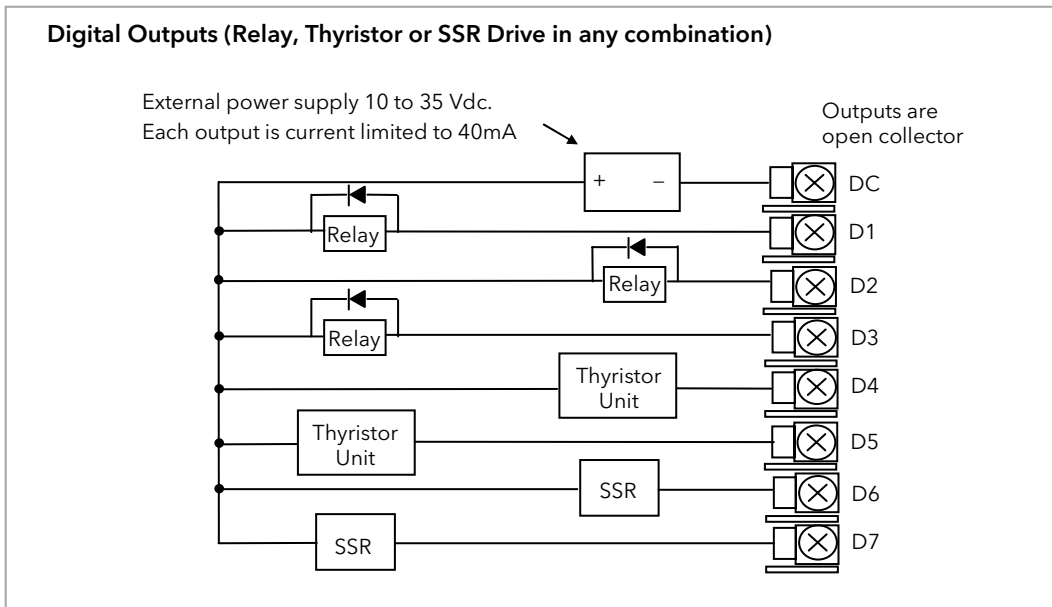 Digital Outputs (Relay, Thyristor or SSR Drive in any combination)
External power supply 10 to 35 Vdc.
Each output is current limited to 40mA
Outputs are
open collector
+ –
DC
Relay
D1
Relay
D2
Relay
D3
Thyristor
Unit
D4
Thyristor
Unit
D5
SSR
D6
SSR
D7